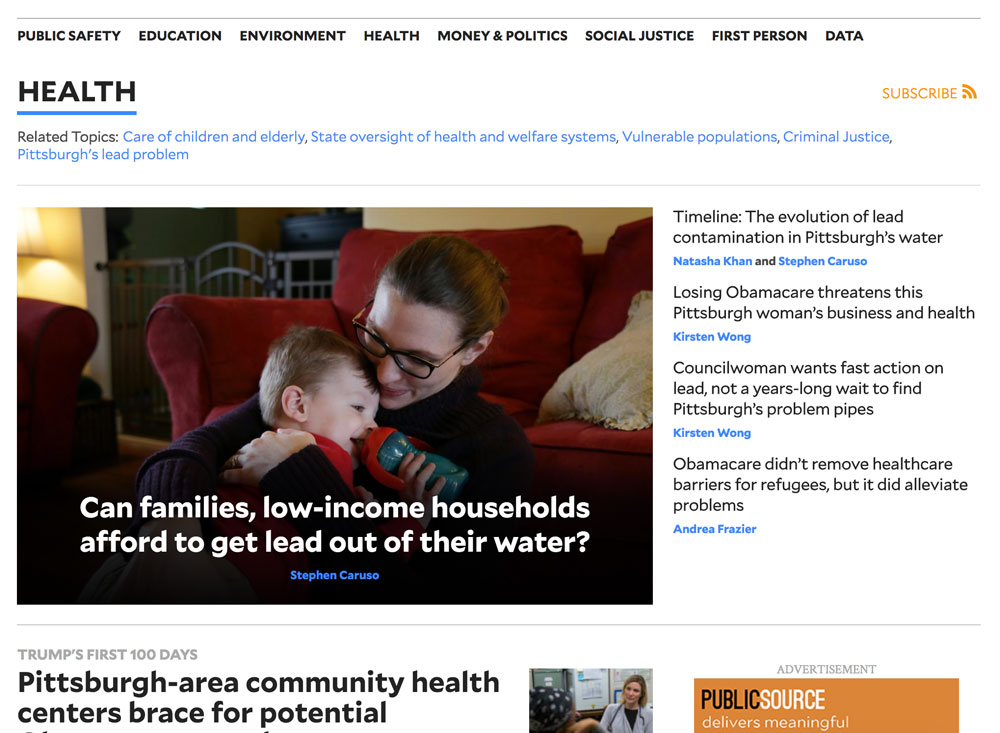 PUBLIC SAFETY EDUCATION ENVIRONMENT HEALTH MONEY & POLITICS SOCIAL JUSTICE FIRST PERSON DATA
HEALTH
SUBSCRIBE
Related Topics: Care of children and elderly, State oversight of health and welfare systems, Vulnerable populations, Criminal Justice,
Pittsburgh’s lead problem
Can families, low-income households
afford to get lead out of their water?
Stephen Caruso
Timeline: The evolution of lead
contamination in Pittsburgh’s water
Natasha Khan and Stephen Caruso
Losing Obamacare threatens this
Pittsburgh woman’s business and health
Kirsten Wong
Councilwoman wants fast action on
lead, not a years-long wait to find
Pittsburgh’s problem pipes
Kirsten Wong
Obamacare didn’t remove healthcare
barriers for refugees, but it did alleviate
problems
Andrea Frazier
TRUMP’S FIRST 100 DAYS
Pittsburgh-area community health
centers brace for potential
ADVERTISEMENT
PUBLICSOURCE
delivers meaningful